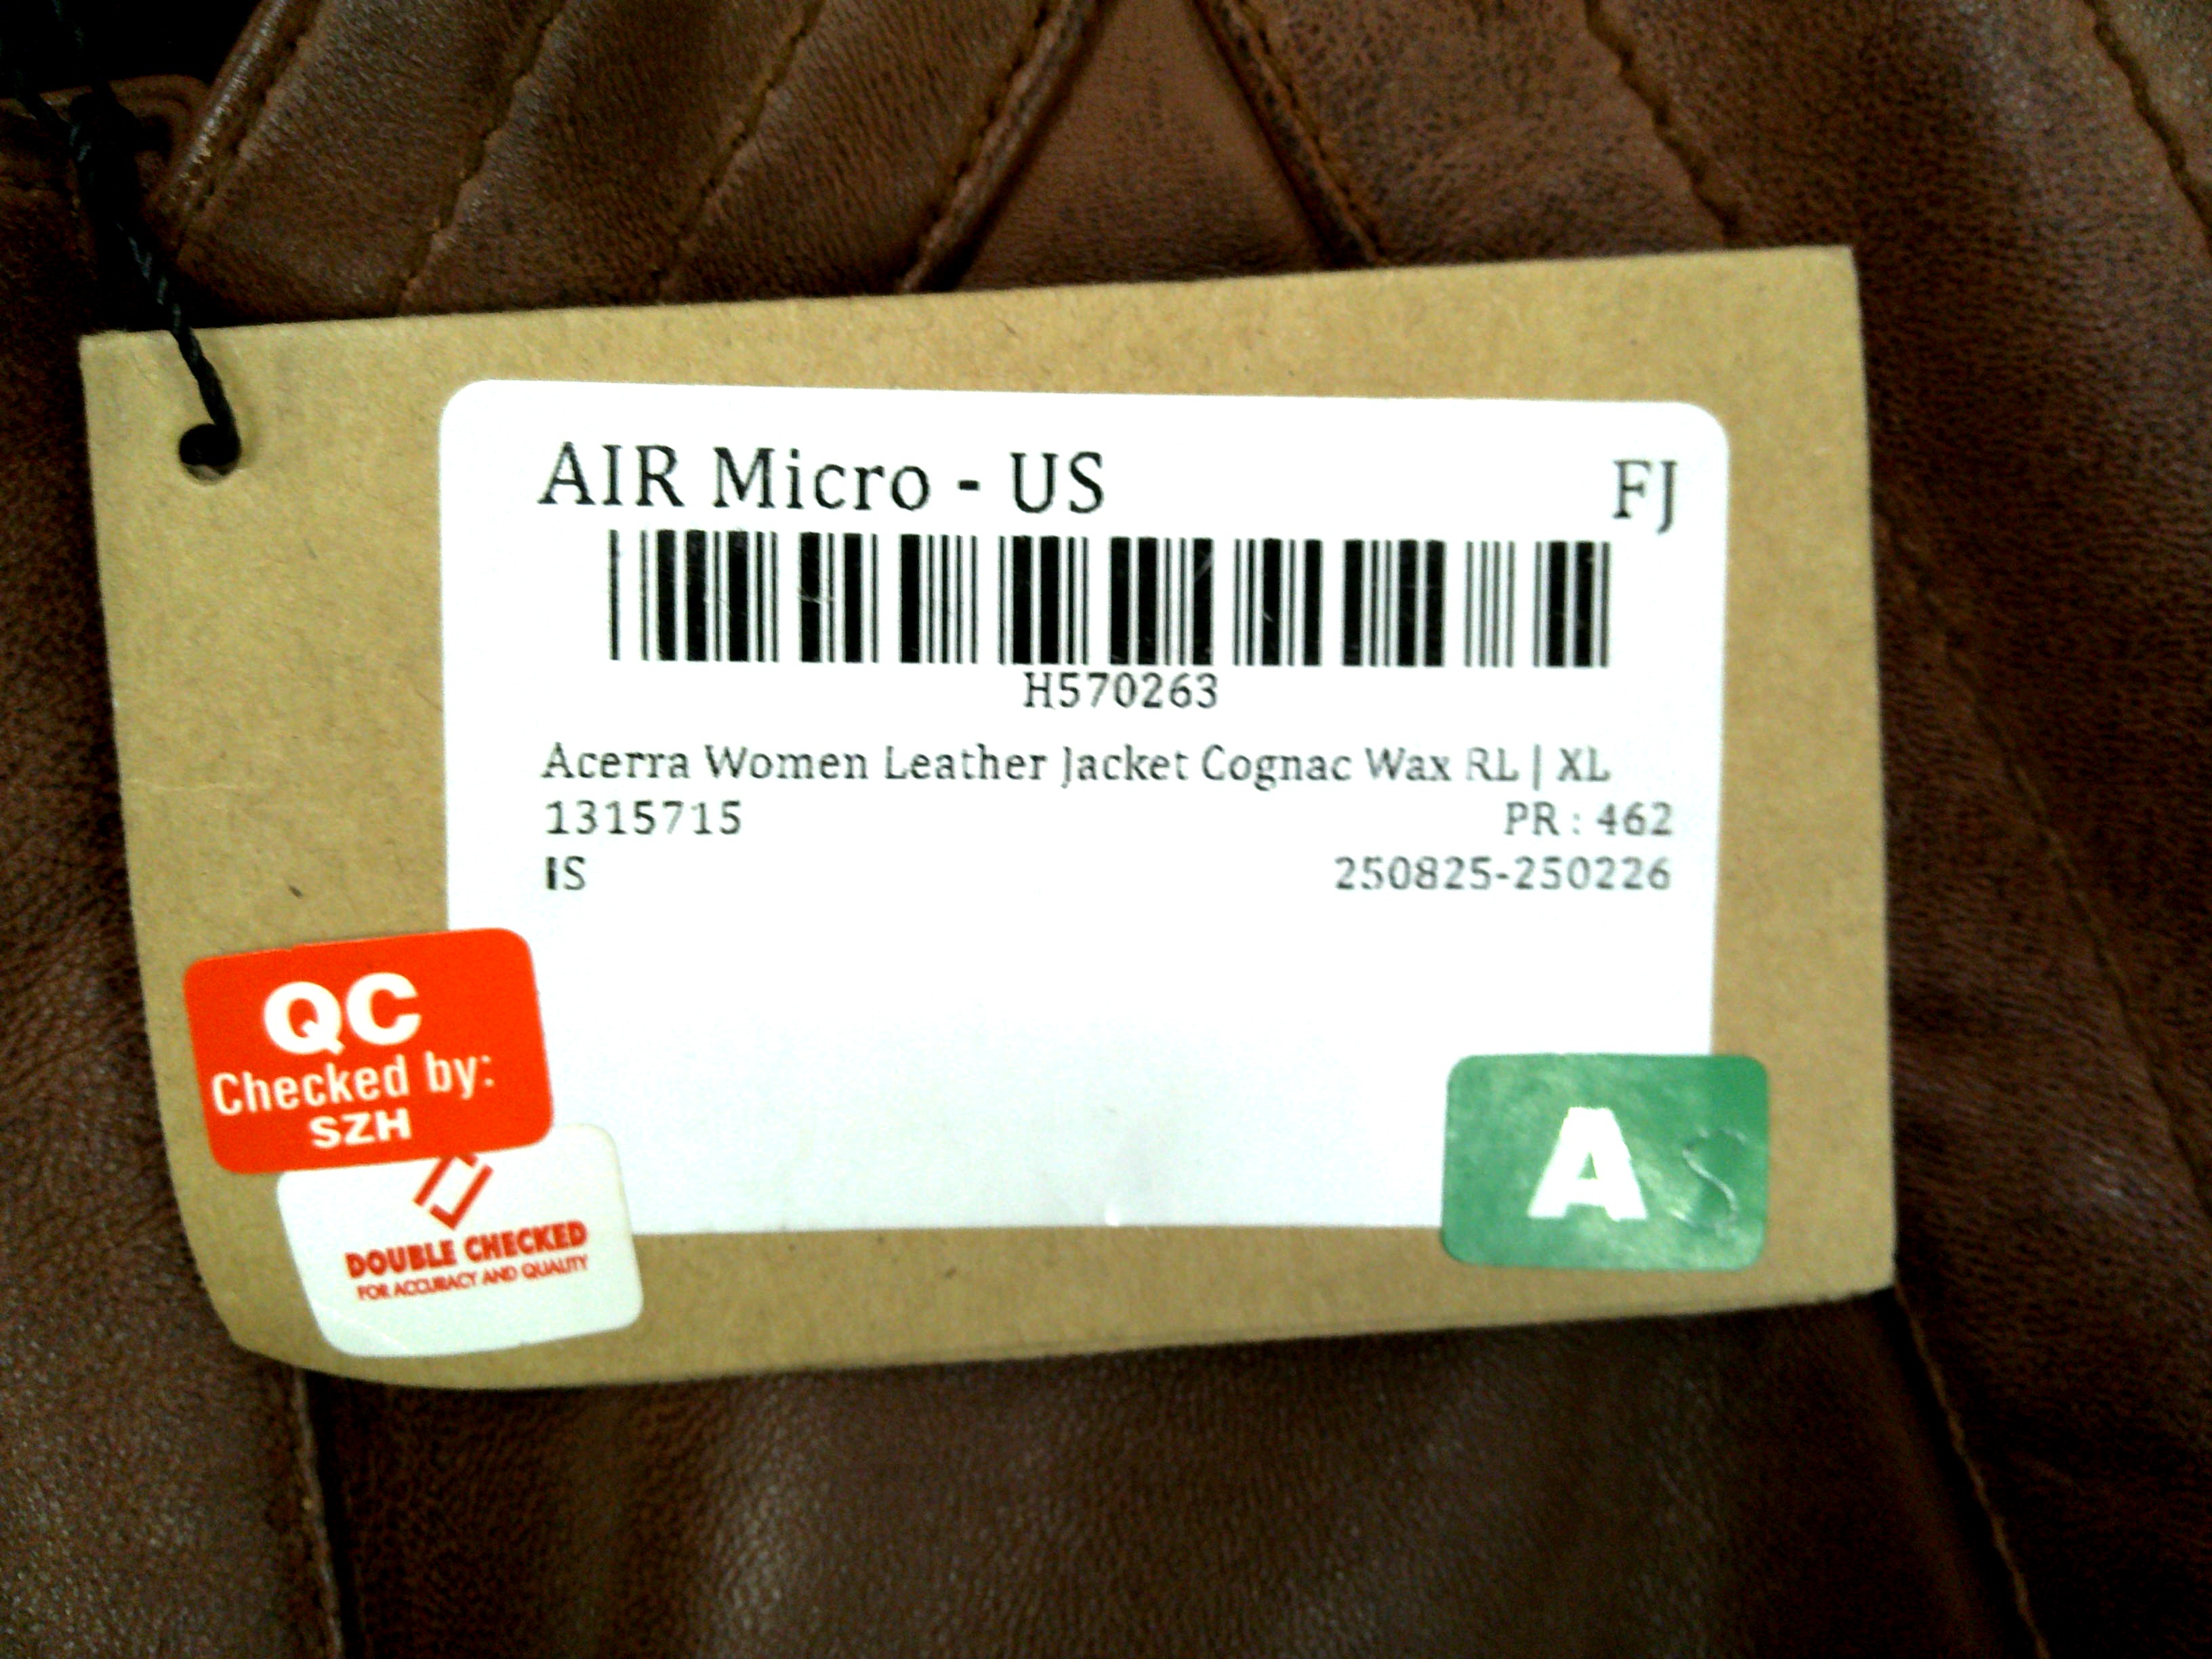 AIR Micro - US FJ
H570263
Acerra Women Leather Jacket Cognac Wax RL | XL
1315715 PR : 462
IS 250825-250226
QC
Checked by:
SZH
DOUBLE CHECKED
FOR ACCURACY AND QUALITY
A